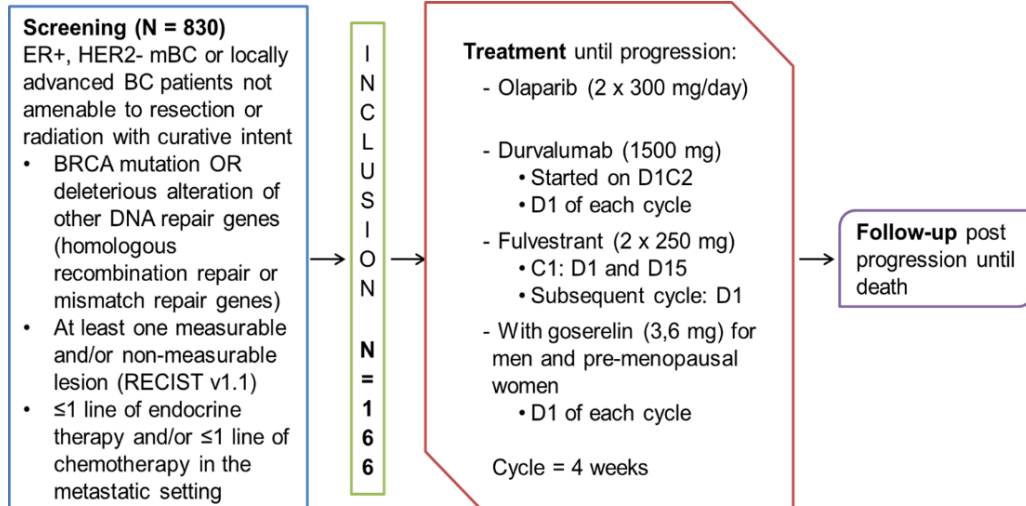 Screening (N = 830)
ER+, HER2- mBC or locally
advanced BC patients not
amenable to resection or
radiation with curative intent
• BRCA mutation OR
deleterious alteration of
other DNA repair genes
(homologous
recombination repair or
mismatch repair genes)
• At least one measurable
and/or non-measurable
lesion (RECIST v1.1)
• ≤1 line of endocrine
therapy and/or ≤1 line of
chemotherapy in the
metastatic setting
I
N
C
L
U
S
I
O
N
N
=
1
6
6
Treatment until progression:
- Olaparib (2 x 300 mg/day)
- Durvalumab (1500 mg)
• Started on D1C2
• D1 of each cycle
- Fulvestrant (2 x 250 mg)
• C1: D1 and D15
• Subsequent cycle: D1
- With goserelin (3,6 mg) for
men and pre-menopausal
women
• D1 of each cycle
Cycle = 4 weeks
Follow-up post
progression until
death